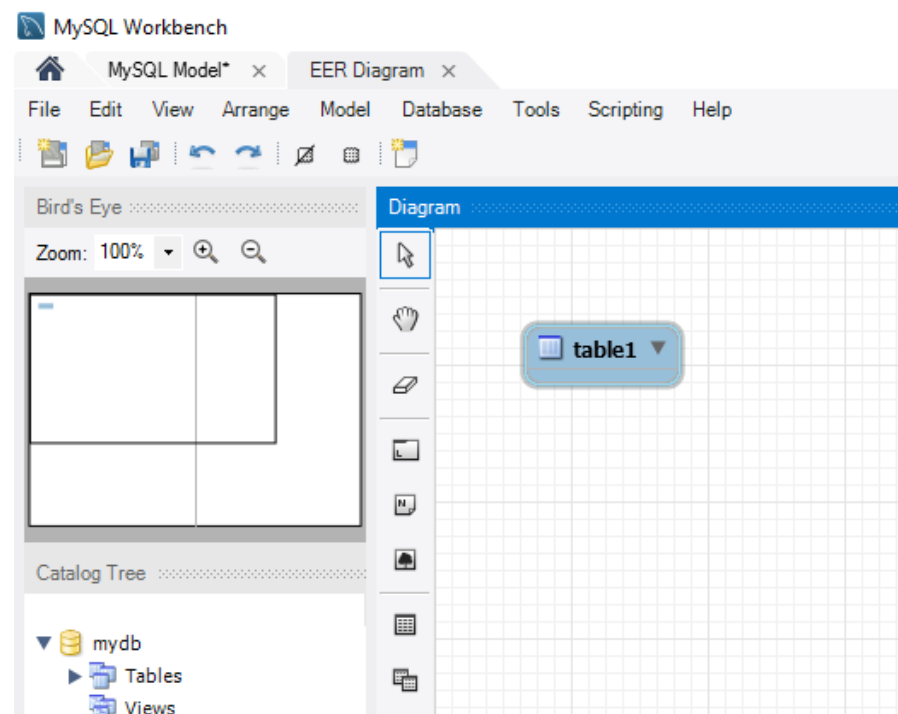 MySQL Workbench
MySQL Model* × EER Diagram ×
File Edit View Arrange Model Database Tools Scripting Help
Bird's Eye
Diagram
Zoom: 100%
table1
L
N
Catalog Tree
mydb
Tables
Views